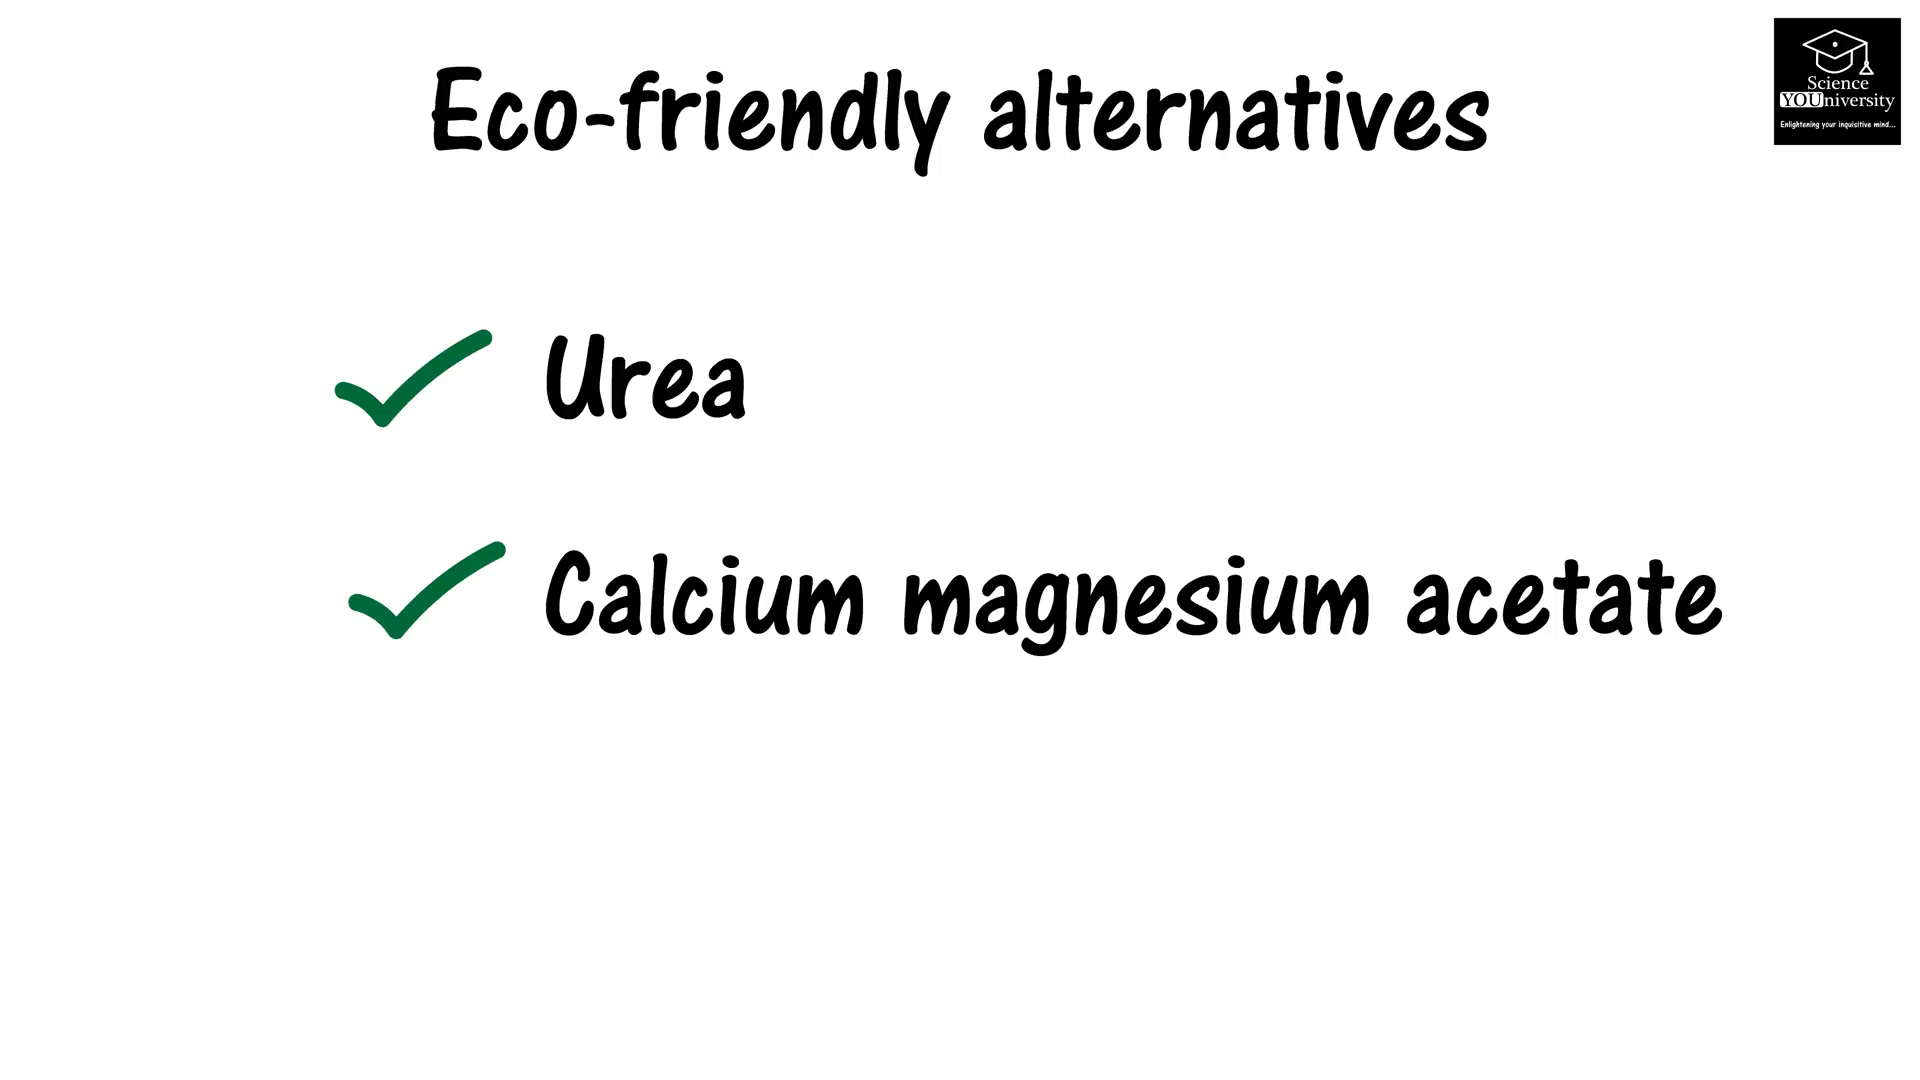 Eco-friendly alternatives
Science
YOUniversity
Enlightening your inquisitive mind...
Urea
Calcium magnesium acetate